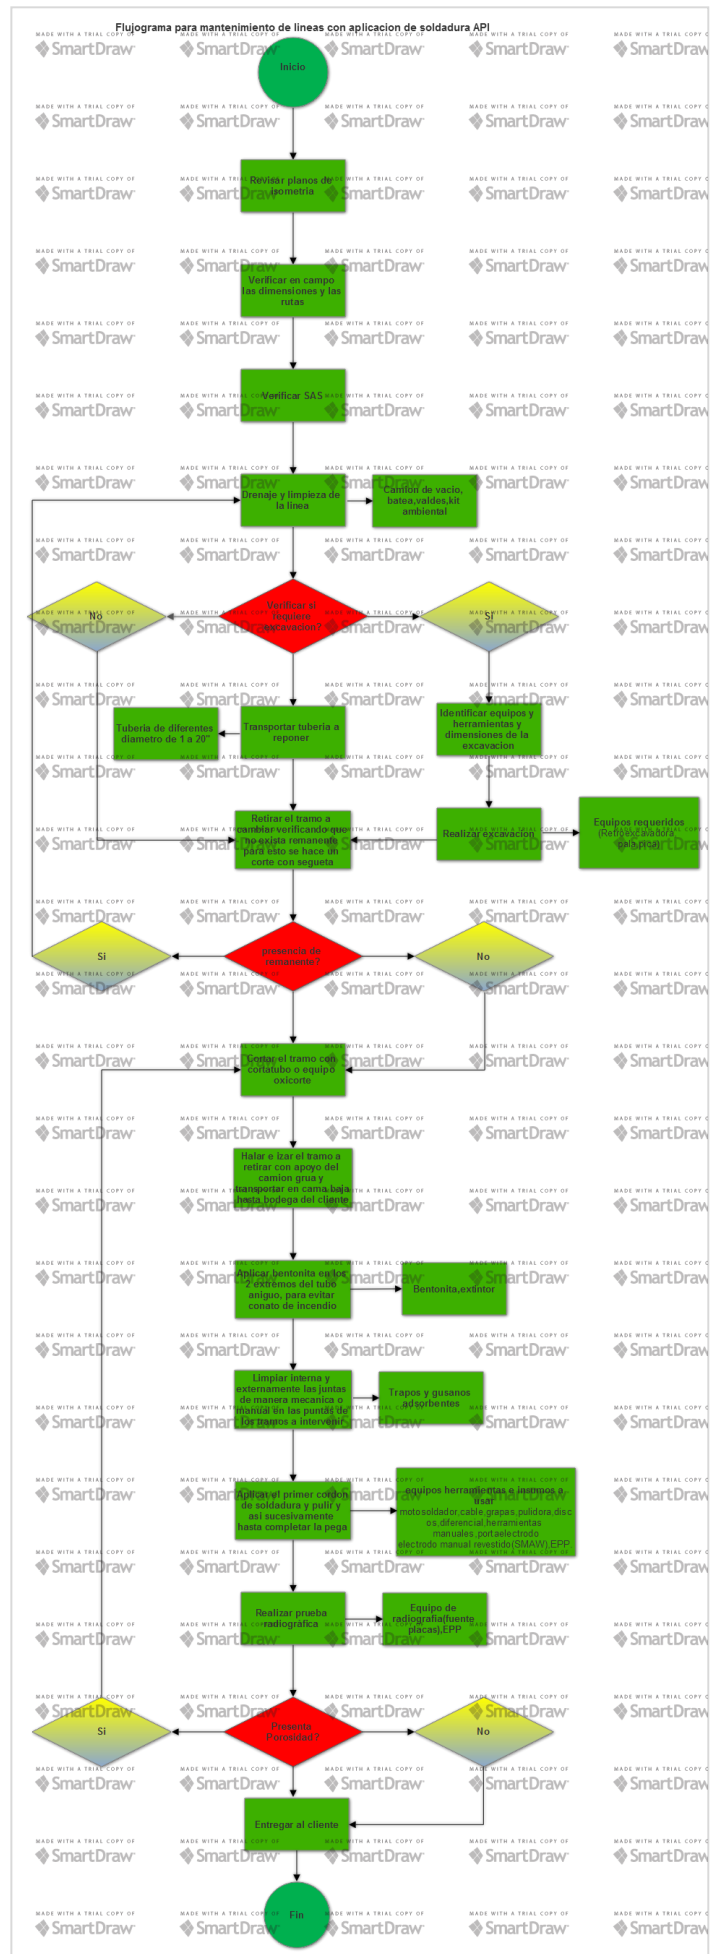 Flujograma para mantenimiento de lineas con aplicacion de soldadura API
Inicio
Revisar planos de
isometria
Verificar en campo
las dimensiones y las
rutas
Verificar SAS
Drenaje y limpieza de
la linea
Camion de vacio,
batea,valdes,kit
ambiental
No
Verificar si
requiere
excavacion?
Si
Tuberia de diferentes
diametro de 1 a 20"
Transportar tuberia a
reponer
Identificar equipos y
herramientas y
dimensiones de la
excavacion
Retirar el tramo a
cambiar verificando que
no exista remanente
para esto se hace un
corte con segueta
Realizar excavacion
Equipos requeridos
(Retroexcavadora
pala,pica)
Si
presencia de
remanente?
No
Cortar el tramo con
cortatubo o equipo
oxicorte
Halar e Izar el tramo a
retirar con apoyo del
camion grua y
transportar en cama baja
hasta bodega del cliente
Aplicar bentonita en los
2 extremos del tubo
aniguo, para evitar
conato de incendio
Bentonita,extintor
Limpiar interna y
externamente las juntas
de manera mecanica o
manual en las puntas de
los tramos a intervenir
Trapos y gusanos
adsorbentes
Aplicar el primer cordon
de soldadura y pulir y
asi sucesivamente
hasta completar la pega
equipos herramientas e insumos a
usar
motosoldador,cable,grapas,pulidora,disc
os,diferencial,herramientas
manuales,portaelectrodo
electrodo manual revestido(SMAW),EPP
Realizar prueba
radiografica
Equipo de
radiografia(fuente
placas),EPP
Si
Presenta
Porosidad?
No
Entregar al cliente
Fin
MADE WITH A TRIAL COPY OF
SmartDraw